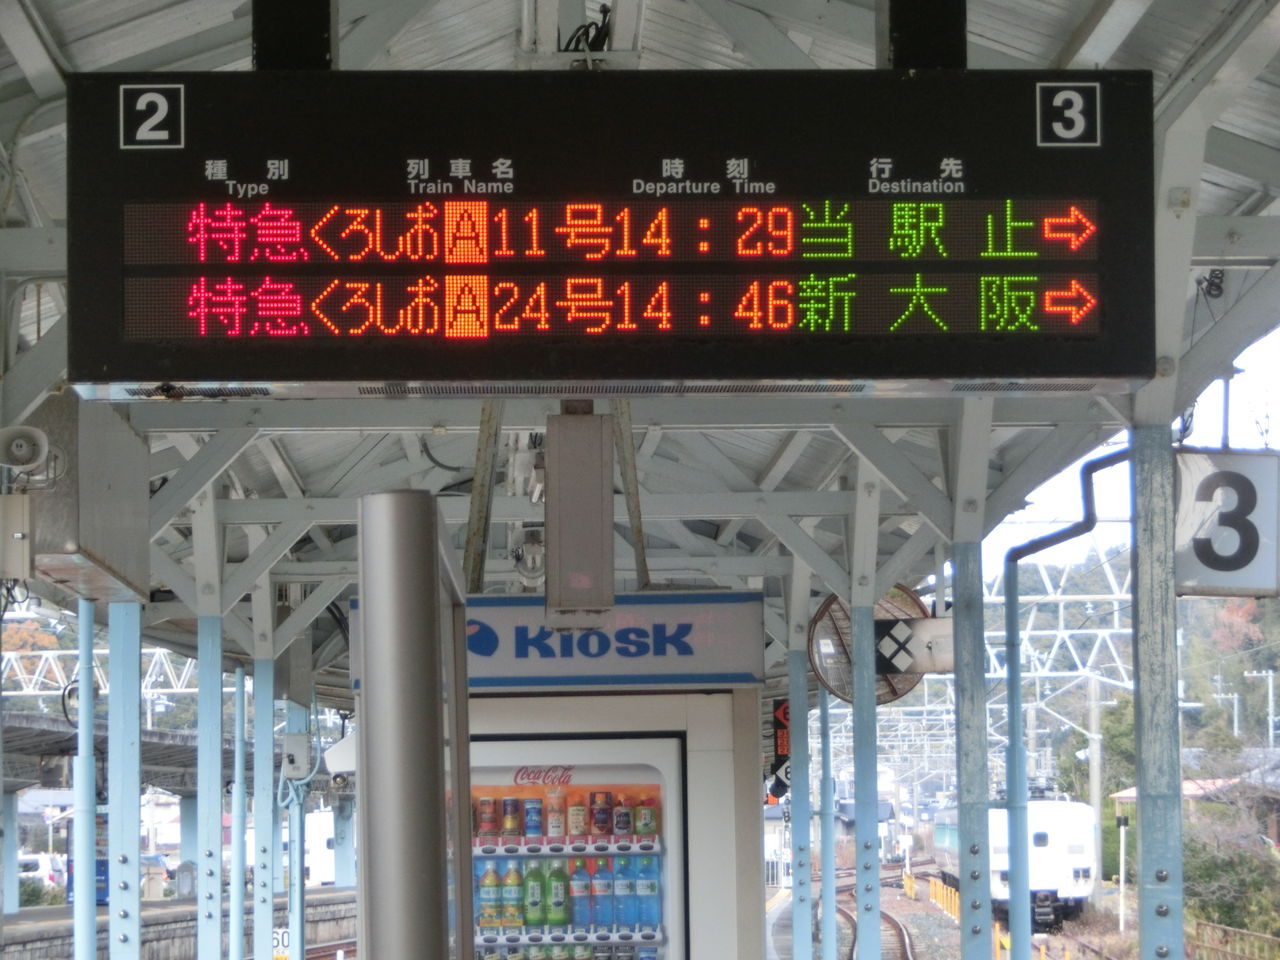 2 3
種別 列車名 時刻 行先
Type Train Name Departure Time Destination
特急くろしおA11号14:29当駅止⇨
特急くろしおA24号14:46新大阪⇨
3
KIOSK
Coca-Cola
60